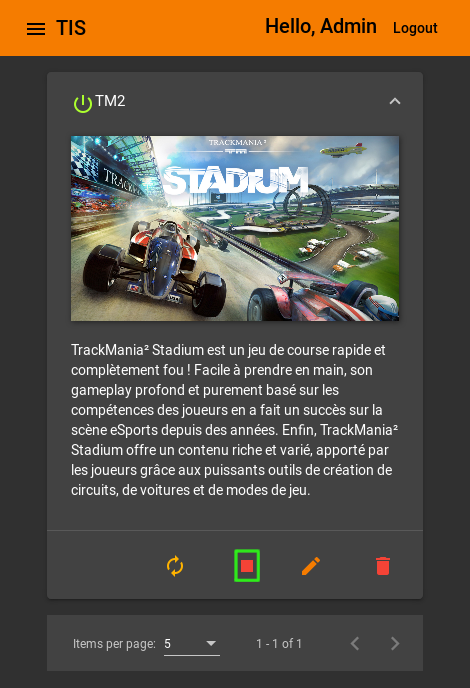 TIS
Hello, Admin
Logout
TM2
TRACKMANIA²
STADIUM
TrackMania² Stadium est un jeu de course rapide et
complètement fou ! Facile à prendre en main, son
gameplay profond et purement basé sur les
compétences des joueurs en a fait un succès sur la
scène eSports depuis des années. Enfin, TrackMania²
Stadium offre un contenu riche et varié, apporté par
les joueurs grâce aux puissants outils de création de
circuits, de voitures et de modes de jeu.
Items per page: 5
1 - 1 of 1